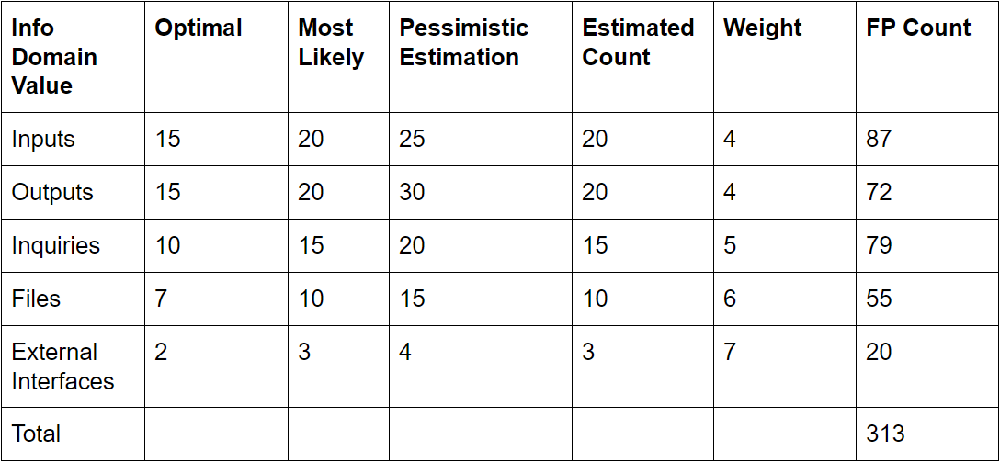 Info Domain Value | Optimal | Most Likely | Pessimistic Estimation | Estimated Count | Weight | FP Count
Inputs | 15 | 20 | 25 | 20 | 4 | 87
Outputs | 15 | 20 | 30 | 20 | 4 | 72
Inquiries | 10 | 15 | 20 | 15 | 5 | 79
Files | 7 | 10 | 15 | 10 | 6 | 55
External Interfaces | 2 | 3 | 4 | 3 | 7 | 20
Total | | | | | | 313